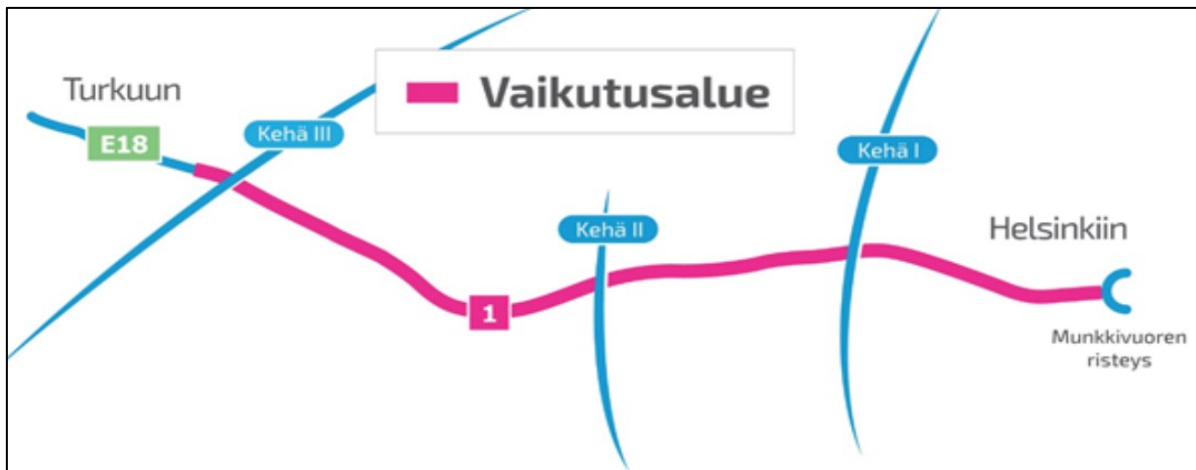 Turkuun
E18
Kehä III
Vaikutusalue
Kehä I
Kehä II
Helsinkiin
1
Munkkivuoren
risteys